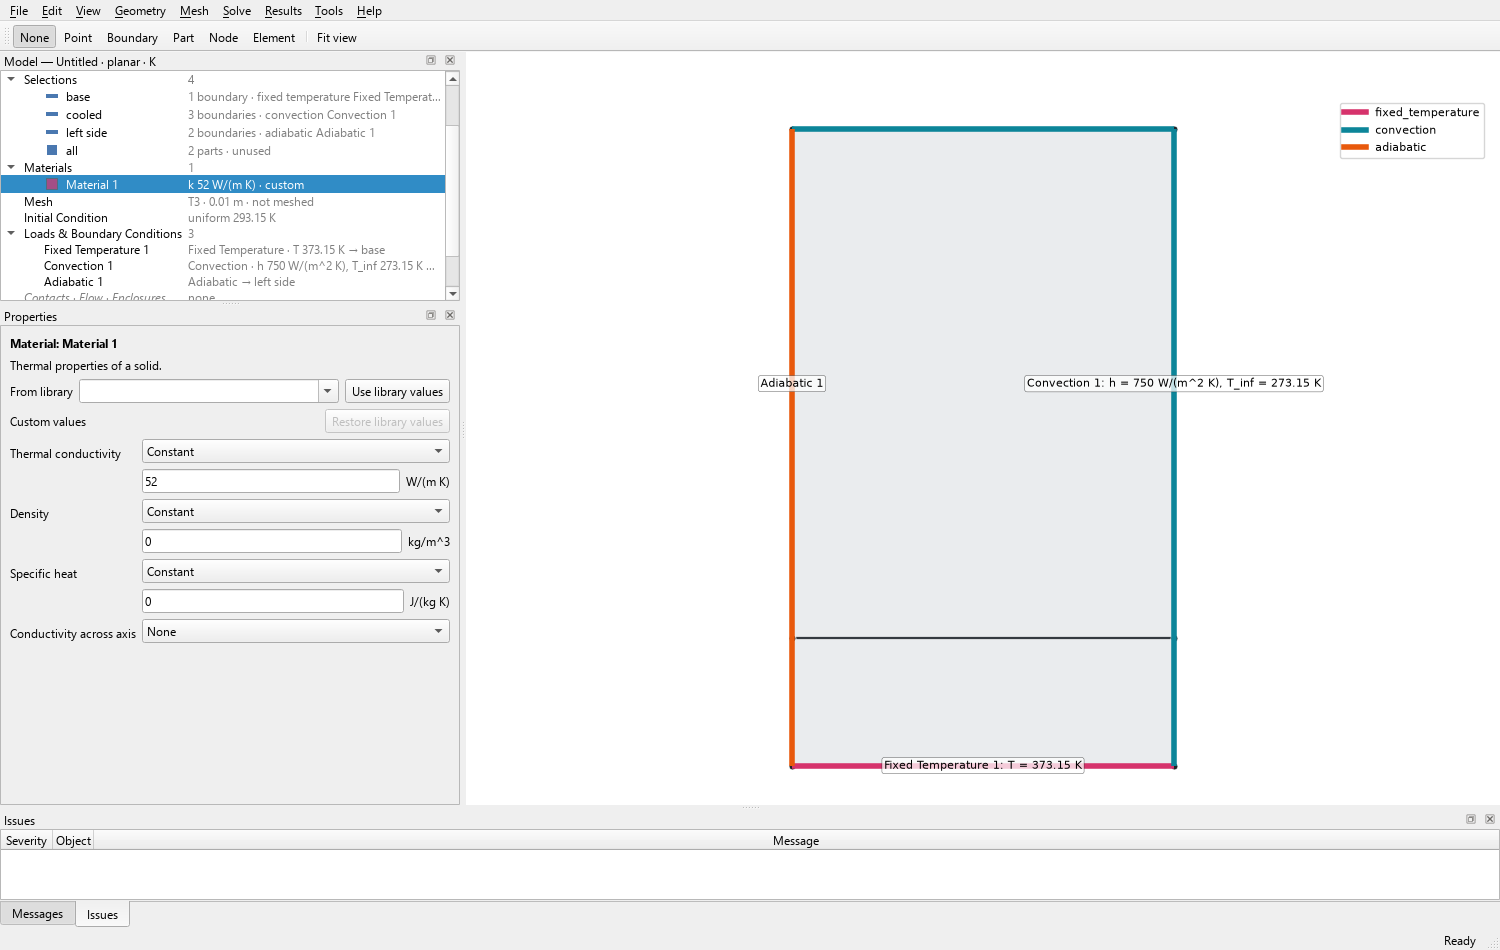 File Edit View Geometry Mesh Solve Results Tools Help
None Point Boundary Part Node Element Fit view
Model — Untitled · planar · K
Selections 4
base 1 boundary · fixed temperature Fixed Temperat...
cooled 3 boundaries · convection Convection 1
left side 2 boundaries · adiabatic Adiabatic 1
all 2 parts · unused
Materials 1
Material 1 k 52 W/(m K) · custom
Mesh T3 · 0.01 m · not meshed
Initial Condition uniform 293.15 K
Loads & Boundary Conditions 3
Fixed Temperature 1 Fixed Temperature · T 373.15 K → base
Convection 1 Convection · h 750 W/(m^2 K), T_inf 273.15 K ...
Adiabatic 1 Adiabatic → left side
Contacts · Flow · Enclosures none
Properties
Material: Material 1
Thermal properties of a solid.
From library Use library values
Custom values Restore library values
Thermal conductivity Constant
52 W/(m K)
Density Constant
0 kg/m^3
Specific heat Constant
0 J/(kg K)
Conductivity across axis None
fixed_temperature
convection
adiabatic
Adiabatic 1
Convection 1: h = 750 W/(m^2 K), T_inf = 273.15 K
Fixed Temperature 1: T = 373.15 K
Issues
Severity Object Message
Messages Issues
Ready